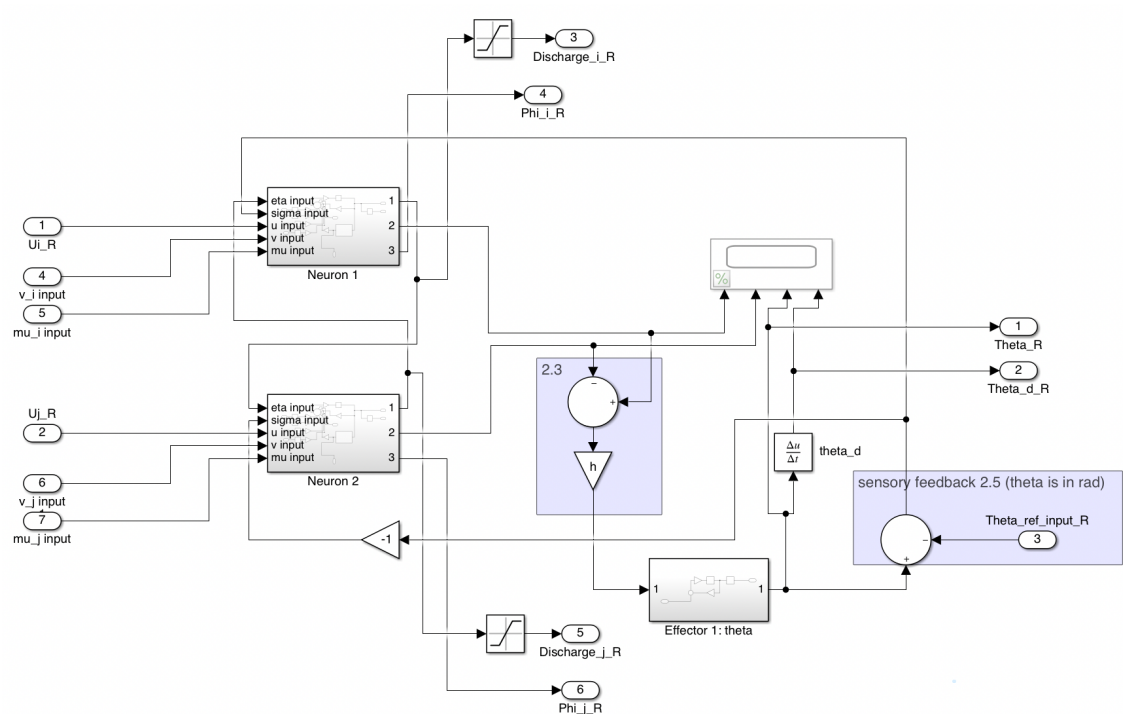 3
Discharge_i_R
4
Phi_i_R
eta input
sigma input
u input
v input
mu input
1
2
3
Neuron 1
1
Ui_R
4
v_i input
5
mu_i input
%
1
Theta_R
2
Theta_d_R
2.3
−
+
h
eta input
sigma input
u input
v input
mu input
1
2
3
Neuron 2
Uj_R
2
6
v_j input
7
mu_j input
Δu
Δt
theta_d
sensory feedback 2.5 (theta is in rad)
Theta_ref_input_R
3
−
+
-1
1
1
Effector 1: theta
5
Discharge_j_R
6
Phi_j_R